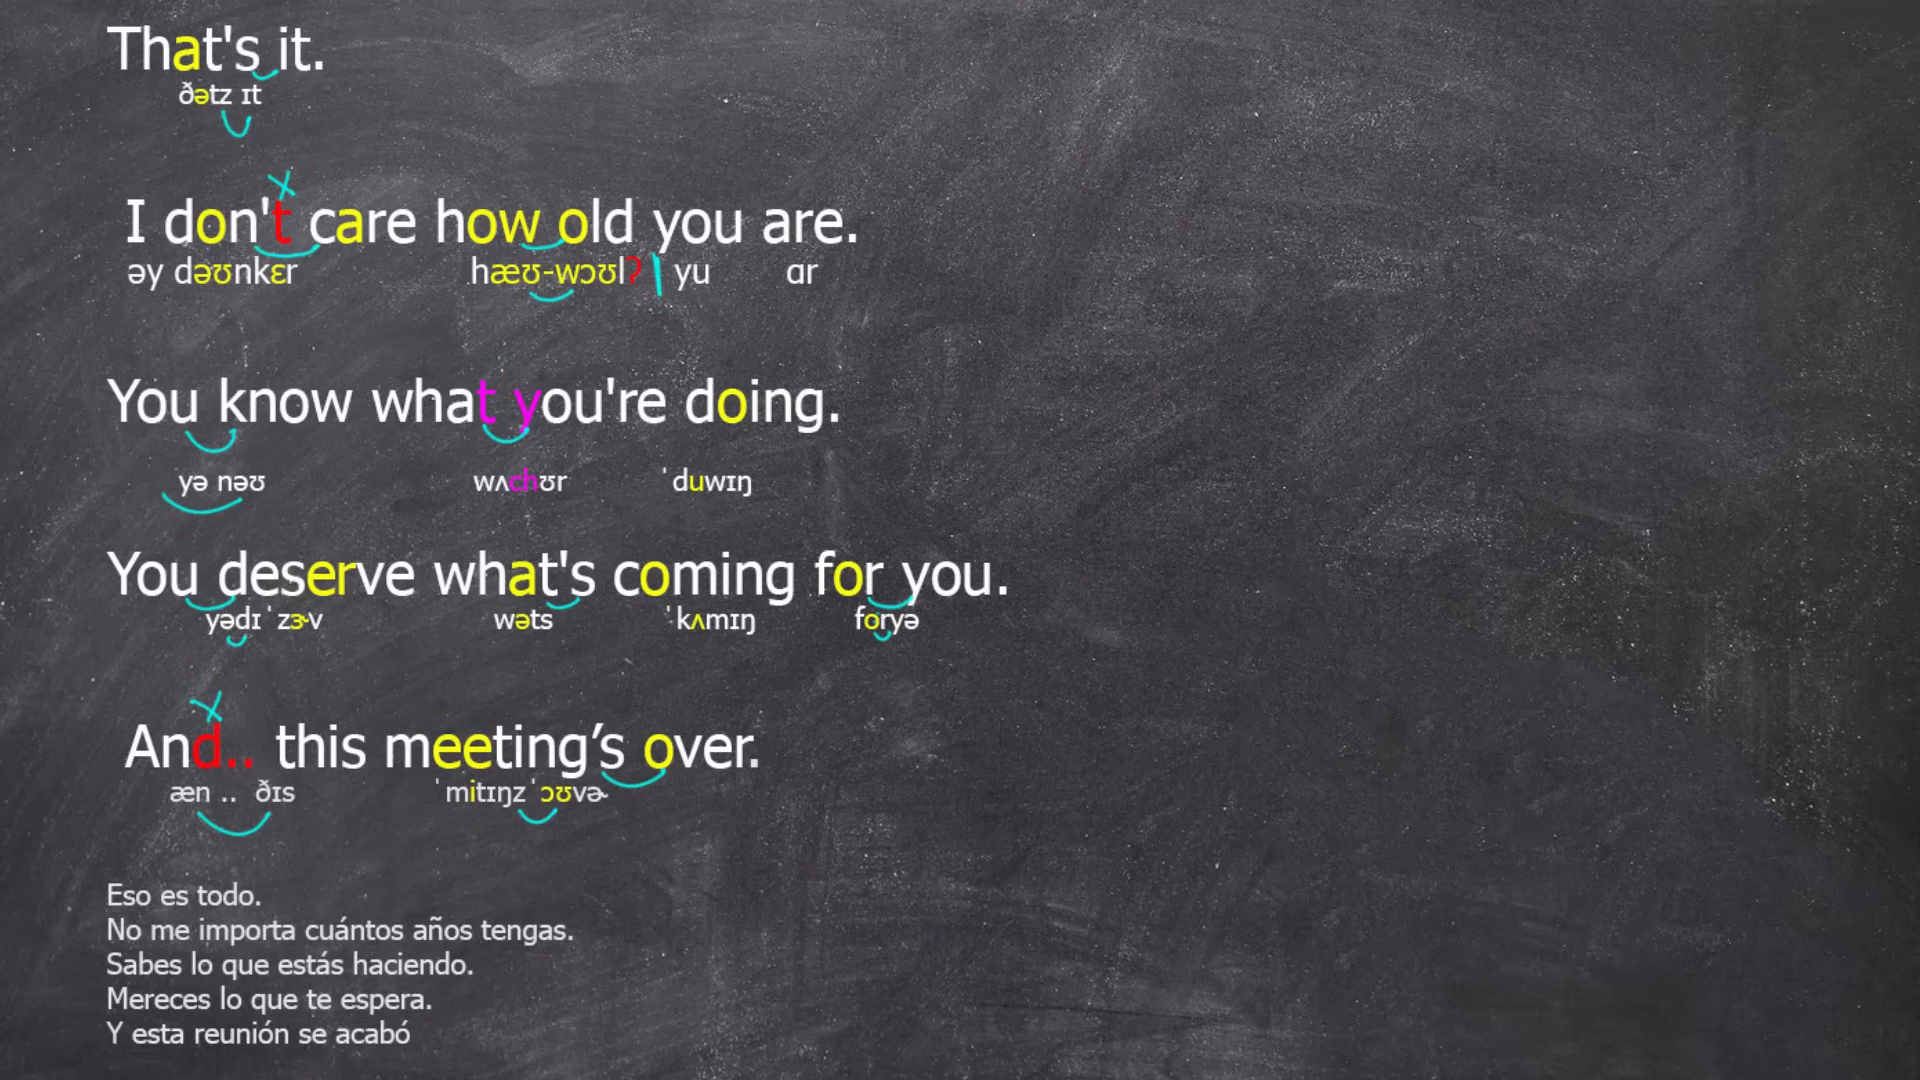 That's it.
ðətz ɪt
I don't care how old you are.
əy dəʊnkɛr hæʊ-wɔʊlʔ yu ɑr
You know what you're doing.
yə nəʊ wʌchʊr ˈduwɪŋ
You deserve what's coming for you.
yədɪˈzɝv wəts ˈkʌmɪŋ foryə
And.. this meeting’s over.
æn .. ðɪs ˈmitɪŋzˈɔʊvɚ
Eso es todo.
No me importa cuántos años tengas.
Sabes lo que estás haciendo.
Mereces lo que te espera.
Y esta reunión se acabó